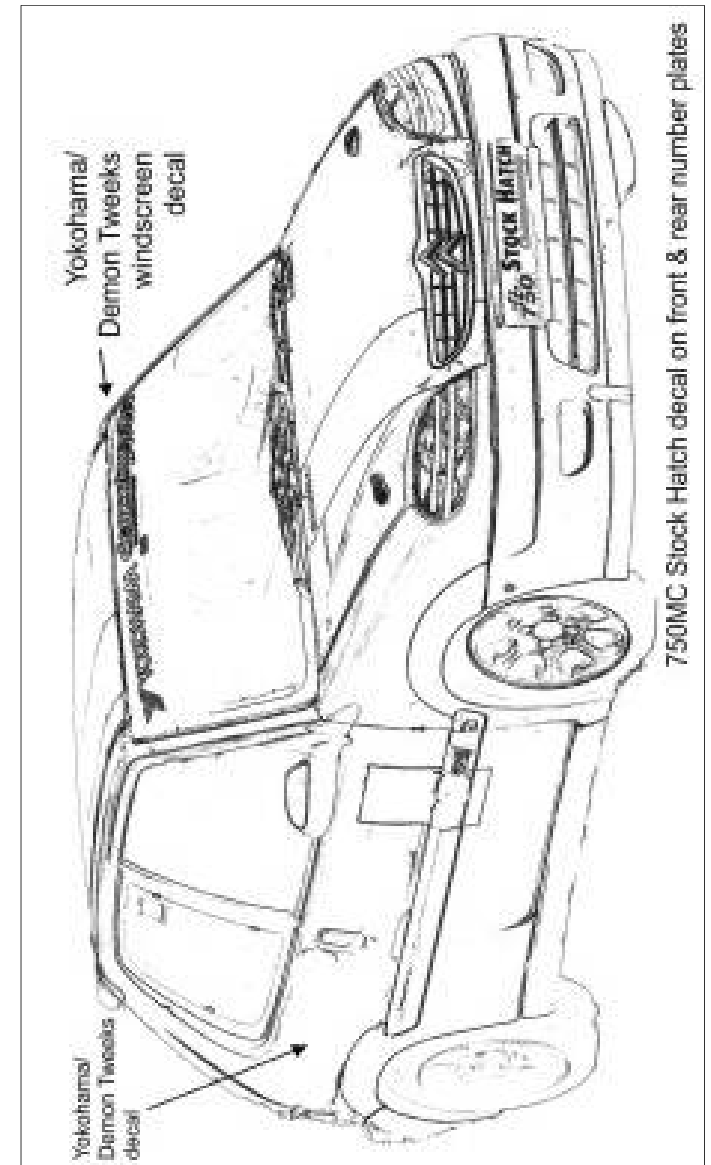 Yokohama/
Demon Tweeks
windscreen
decal
Yokohama/
Demon Tweeks
decal
750
STOCK HATCH
750MC Stock Hatch decal on front & rear number plates